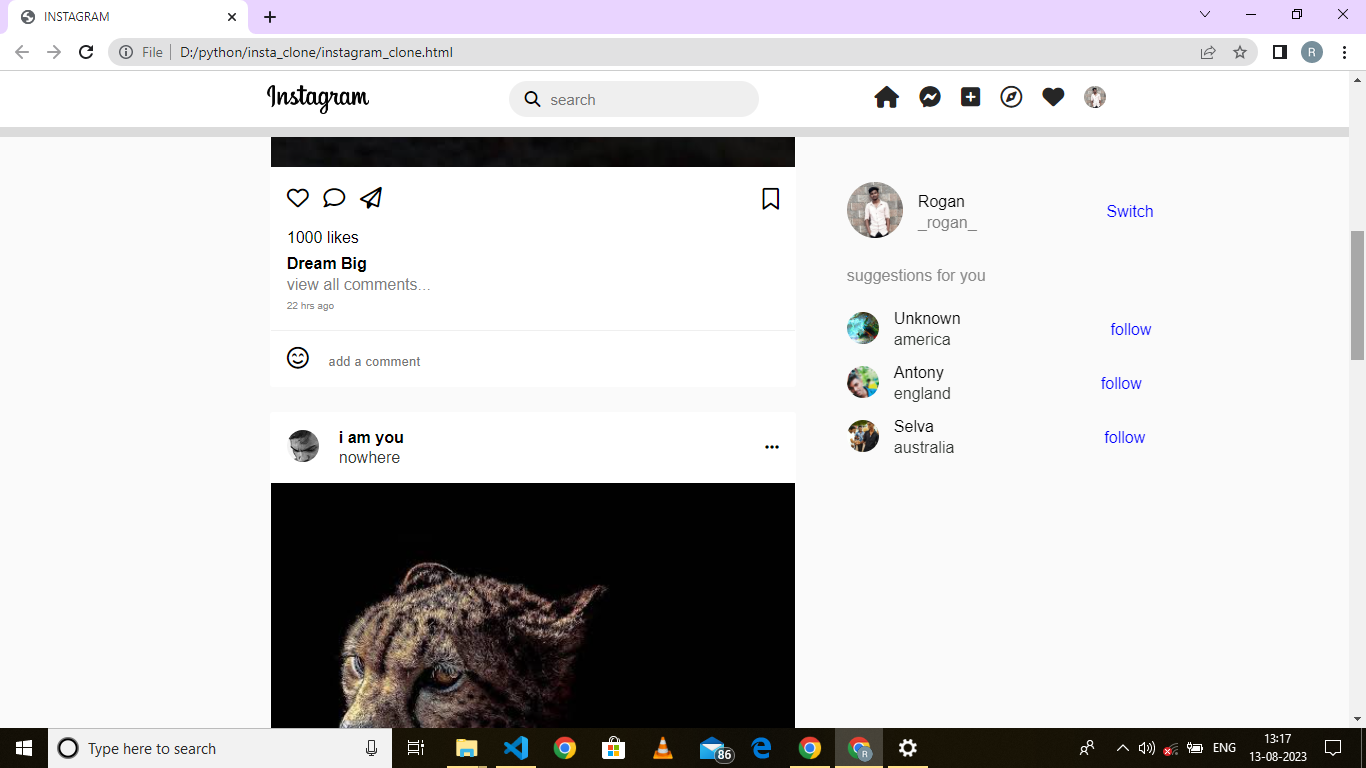 INSTAGRAM
File D:/python/insta_clone/instagram_clone.html
R
Instagram
search
1000 likes
Dream Big
view all comments...
22 hrs ago
add a comment
i am you
nowhere
Rogan
_rogan_
Switch
suggestions for you
Unknown
america
follow
Antony
england
follow
Selva
australia
follow
Type here to search
86
R
ENG
13:17
13-08-2023